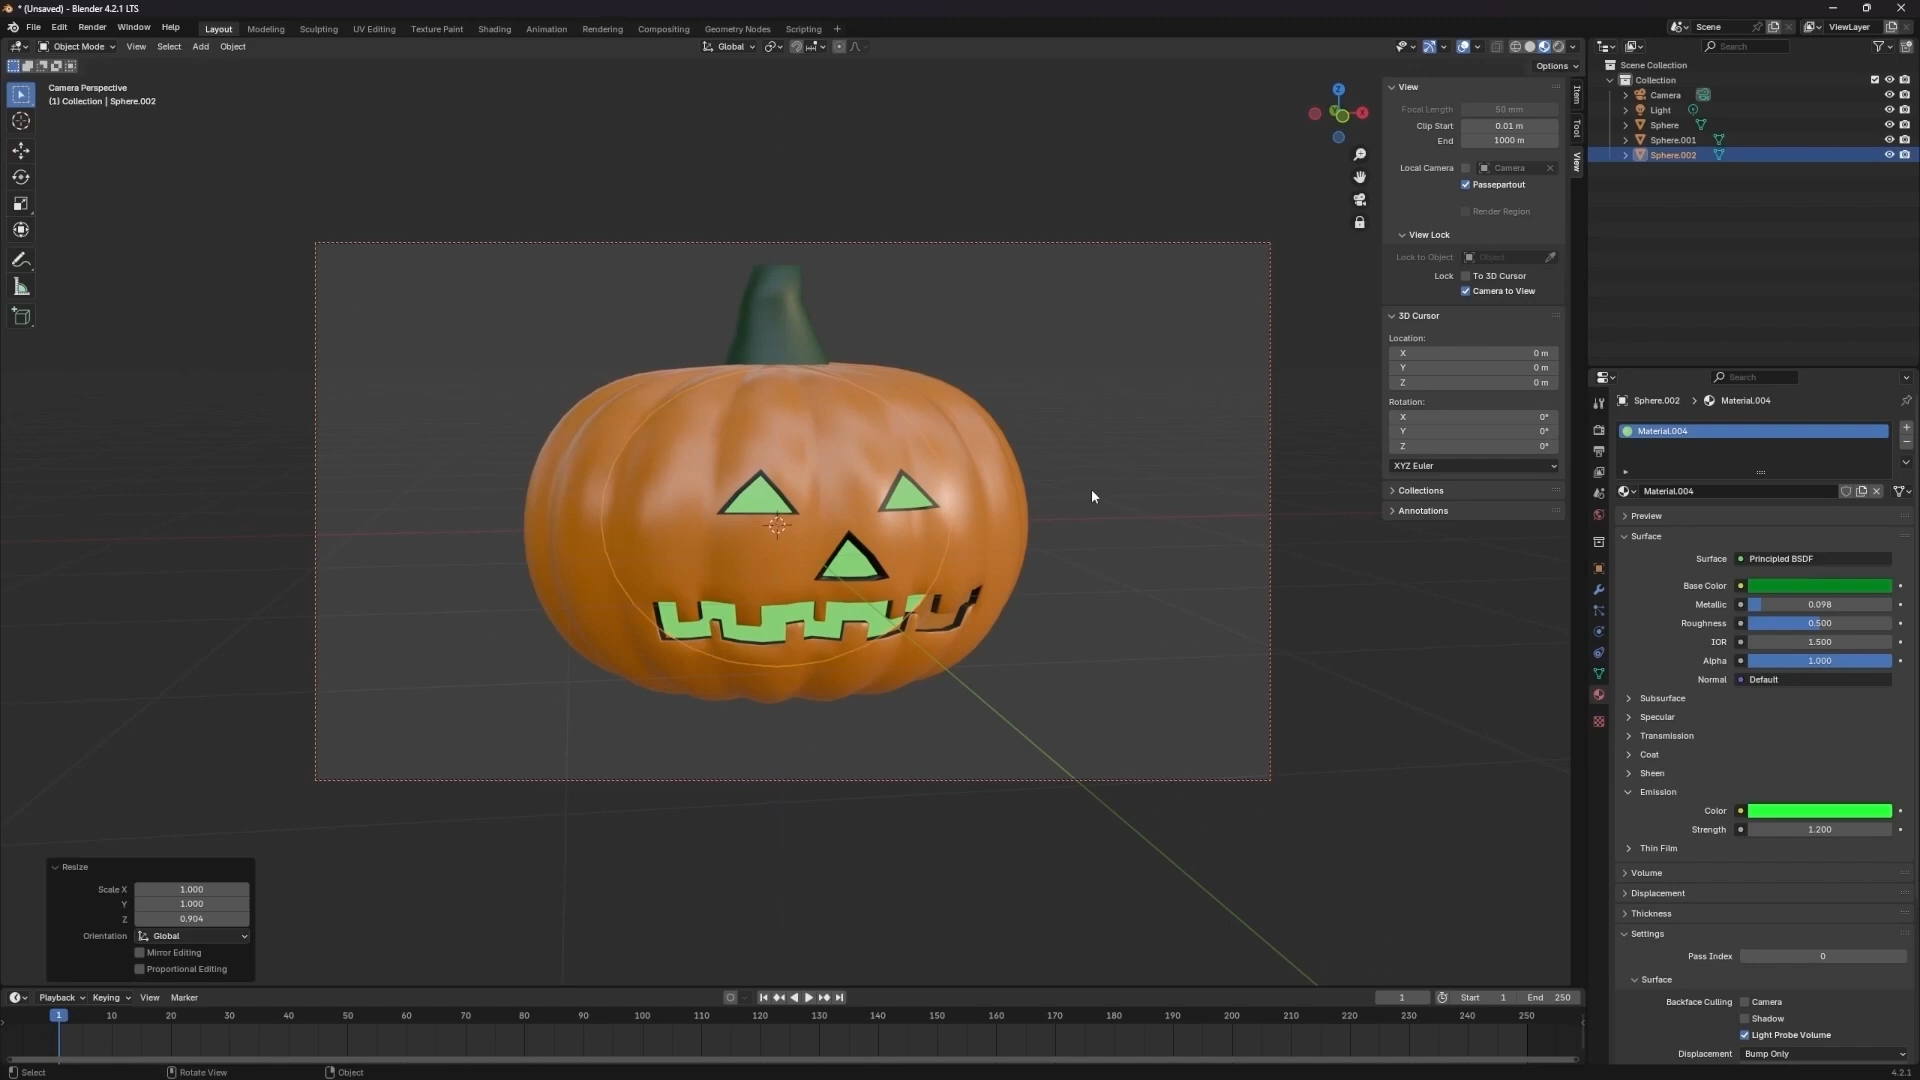 * (Unsaved) - Blender 4.2.1 LTS
File Edit Render Window Help Layout Modeling Sculpting UV Editing Texture Paint Shading Animation Rendering Compositing Geometry Nodes Scripting +
Scene ViewLayer
Object Mode View Select Add Object Global
Options
Search
Camera Perspective
(1) Collection | Sphere.002
Z
X
Y
View
Focal Length 50 mm
Clip Start 0.01 m
End 1000 m
Local Camera Camera
Passepartout
Render Region
View Lock
Lock to Object Object
Lock To 3D Cursor
Camera to View
3D Cursor
Location:
X 0 m
Y 0 m
Z 0 m
Rotation:
X 0°
Y 0°
Z 0°
XYZ Euler
Collections
Annotations
Item
Tool
View
Scene Collection
Collection
Camera
Light
Sphere
Sphere.001
Sphere.002
Search
Sphere.002 > Material.004
Material.004
Material.004
Preview
Surface
Surface Principled BSDF
Base Color
Metallic 0.098
Roughness 0.500
IOR 1.500
Alpha 1.000
Normal Default
Subsurface
Specular
Transmission
Coat
Sheen
Emission
Color
Strength 1.200
Thin Film
Volume
Displacement
Thickness
Settings
Pass Index 0
Surface
Backface Culling Camera
Shadow
Light Probe Volume
Displacement Bump Only
Resize
Scale X 1.000
Y 1.000
Z 0.904
Orientation Global
Mirror Editing
Proportional Editing
Playback Keying View Marker 1 Start 1 End 250
1 10 20 30 40 50 60 70 80 90 100 110 120 130 140 150 160 170 180 190 200 210 220 230 240 250
Select Rotate View Object 4.2.1